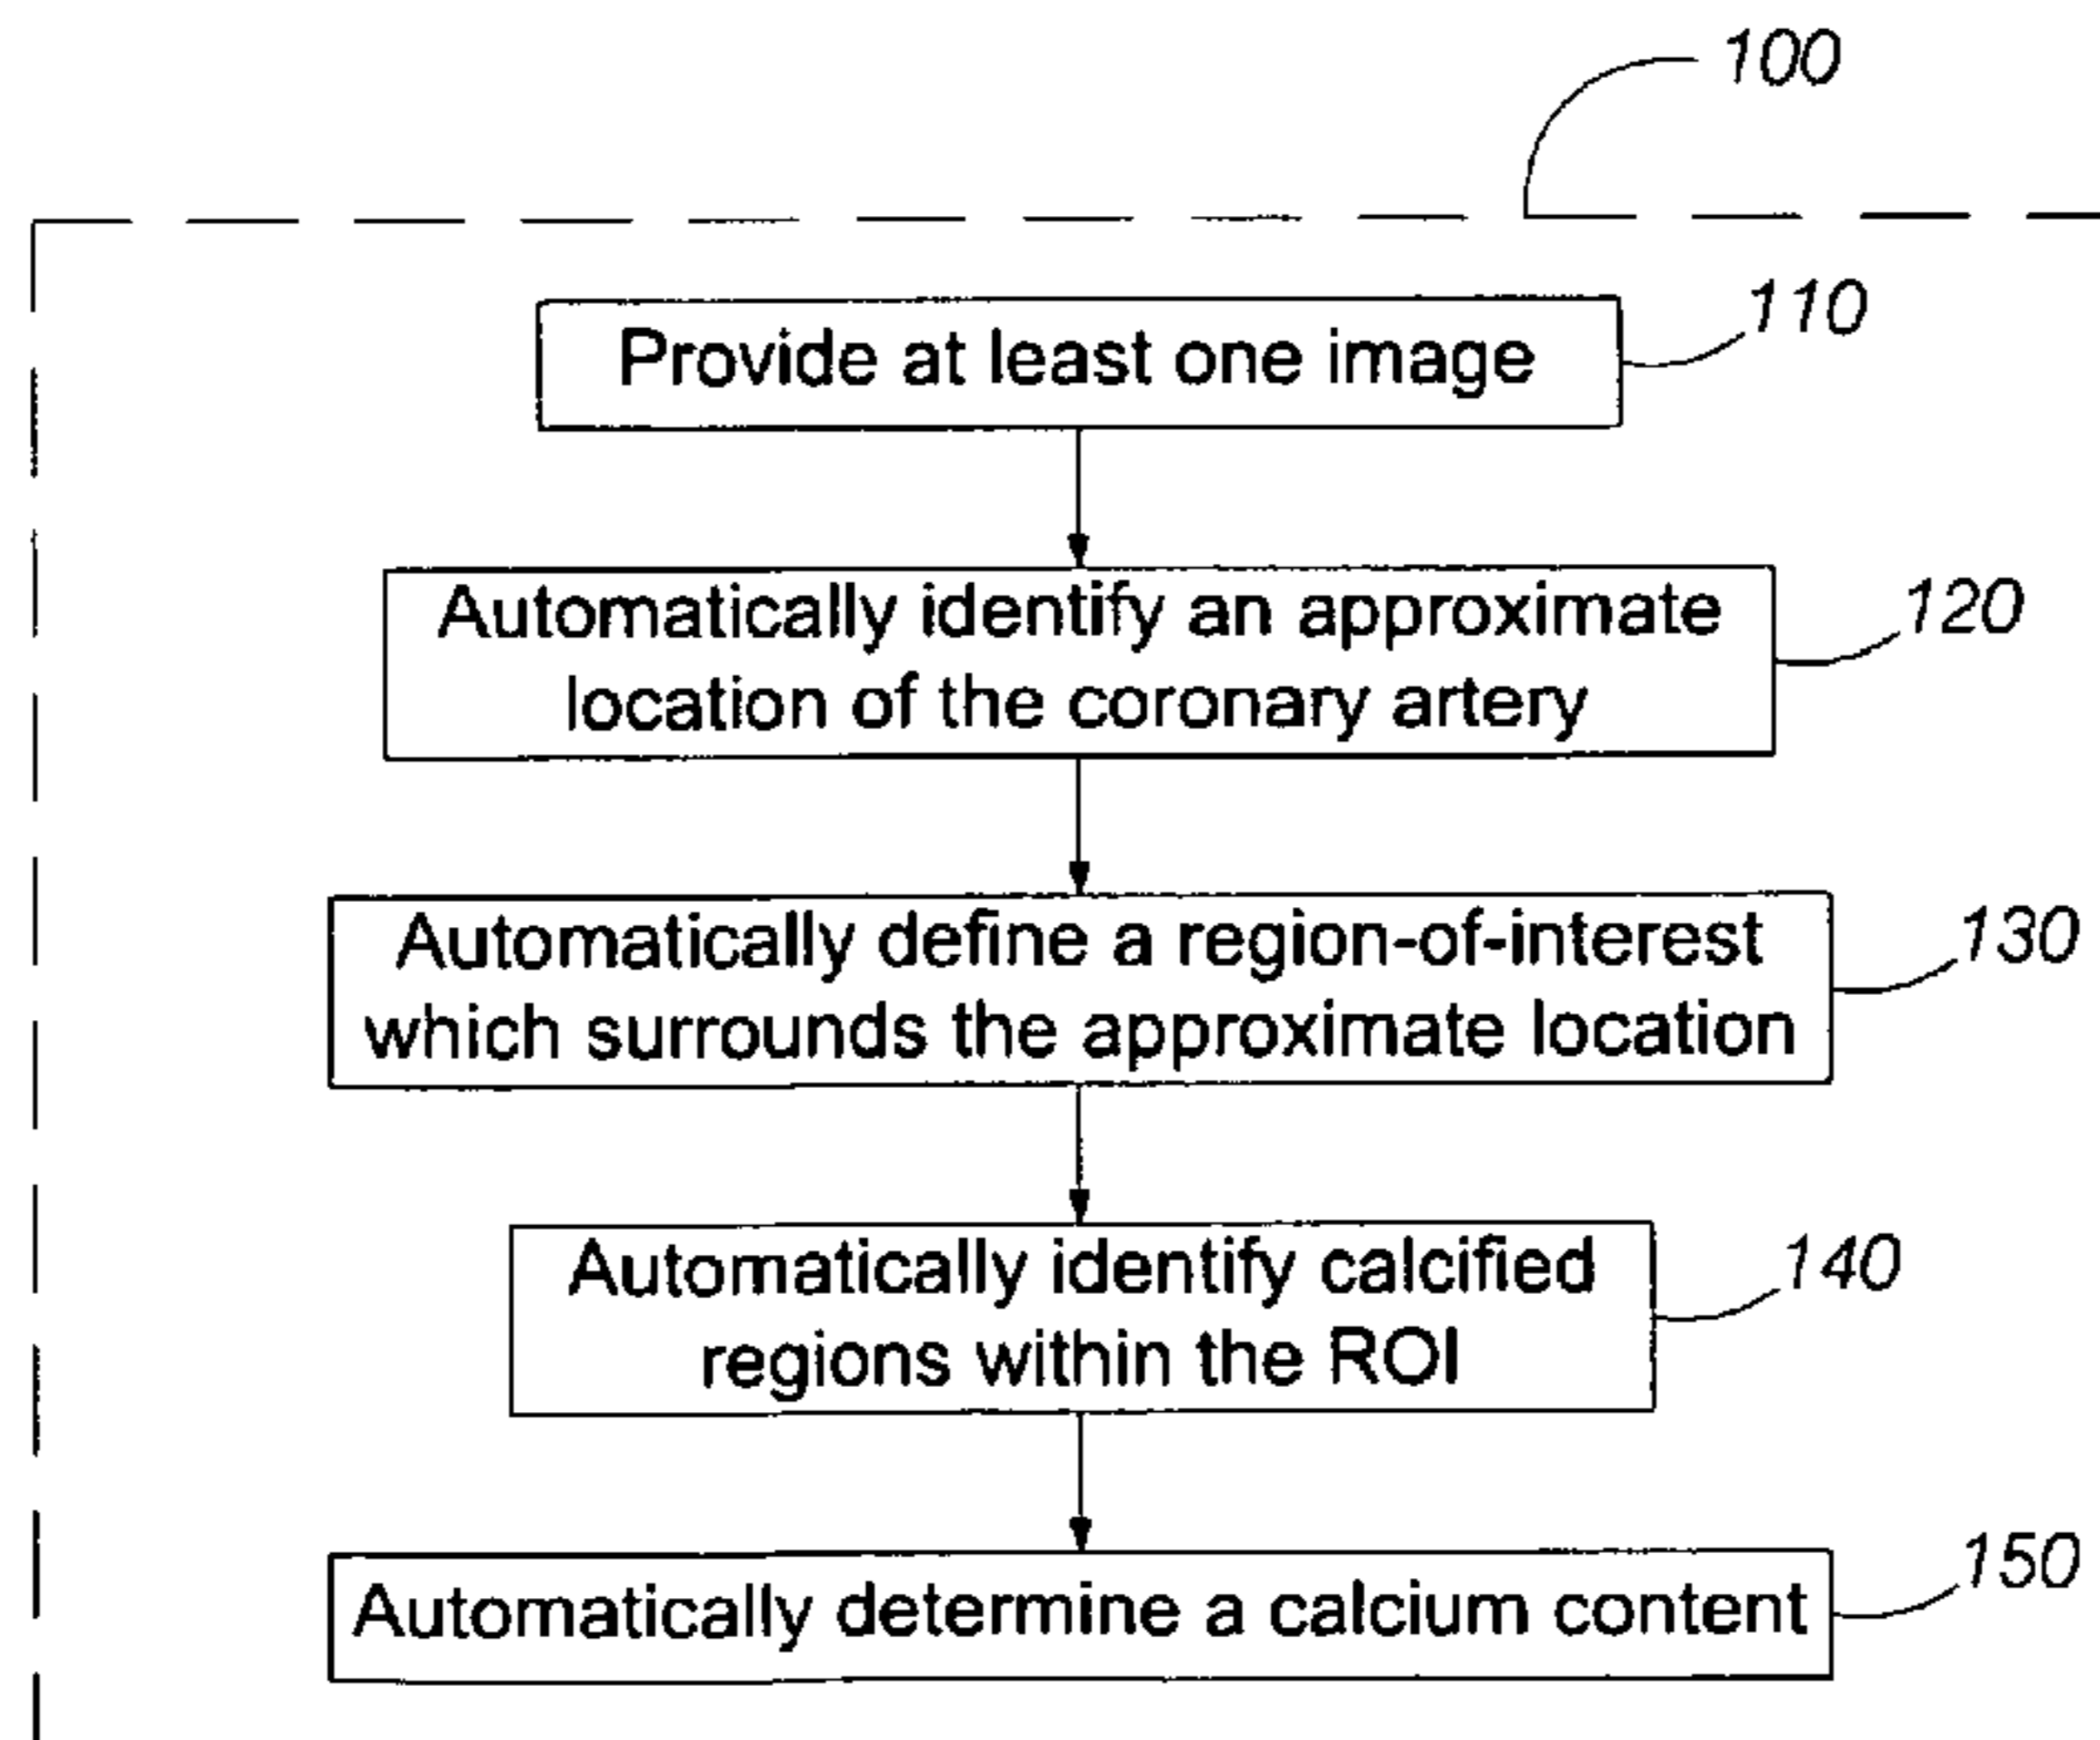 100
Provide at least one image
110
Automatically identify an approximate
location of the coronary artery
120
Automatically define a region-of-interest
which surrounds the approximate location
130
Automatically identify calcified
regions within the ROI
140
Automatically determine a calcium content
150